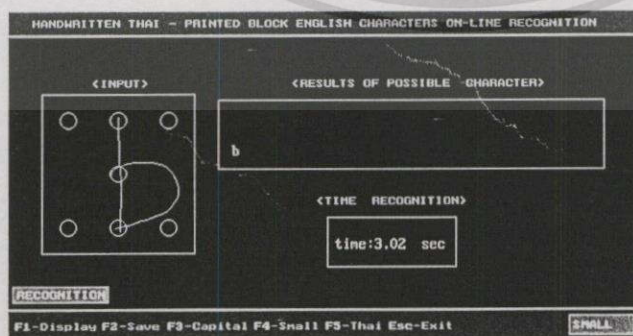 HANDWRITTEN THAI - PRINTED BLOCK ENGLISH CHARACTERS ON-LINE RECOGNITION
<INPUT>
<RESULTS OF POSSIBLE CHARACTER>
b
<TIME RECOGNITION>
time:3.02 sec
RECOGNITION
F1-Display F2-Save F3-Capital F4-Small F5-Thai Esc-Exit
SMALL